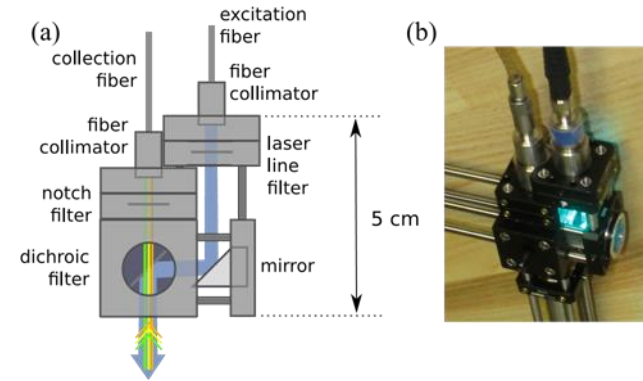 (a)
excitation
fiber
collection
fiber
fiber
collimator
fiber
collimator
laser
line
filter
notch
filter
5 cm
dichroic
filter
mirror
(b)